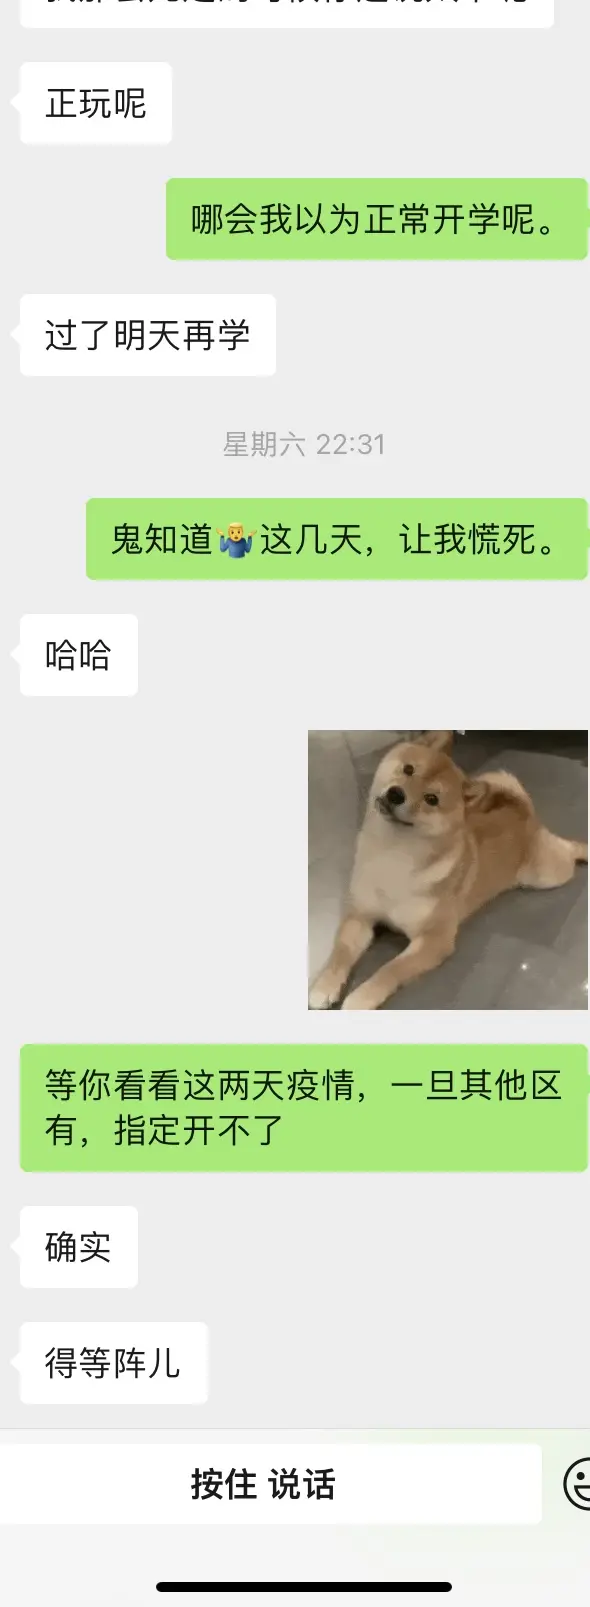 正玩呢
哪会我以为正常开学呢。
过了明天再学
星期六 22:31
鬼知道🤷‍♂️这几天，让我慌死。
哈哈
等你看看这两天疫情，一旦其他区
有，指定开不了
确实
得等阵儿
按住 说话